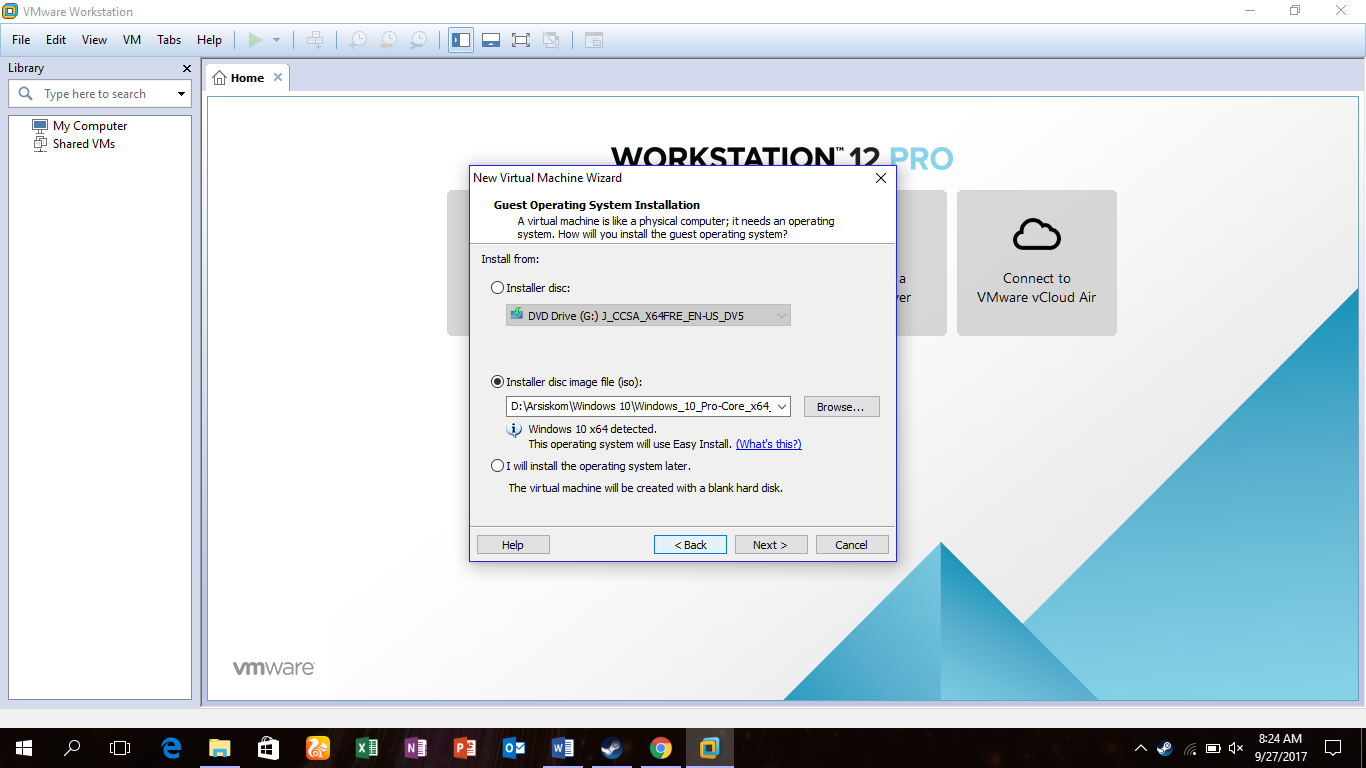 VMware Workstation
File Edit View VM Tabs Help
Library
Type here to search
My Computer
Shared VMs
Home
WORKSTATION™ 12 PRO
a
Connect to
VMware vCloud Air
New Virtual Machine Wizard
Guest Operating System Installation
A virtual machine is like a physical computer; it needs an operating
system. How will you install the guest operating system?
Install from:
Installer disc:
DVD Drive (G:) J_CCSA_X64FRE_EN-US_DV5
Installer disc image file (iso):
D:\Arsiskom\Windows 10\Windows_10_Pro-Core_x64_
Browse...
Windows 10 x64 detected.
This operating system will use Easy Install. (What's this?)
I will install the operating system later.
The virtual machine will be created with a blank hard disk.
Help < Back Next > Cancel
vmware
8:24 AM
9/27/2017